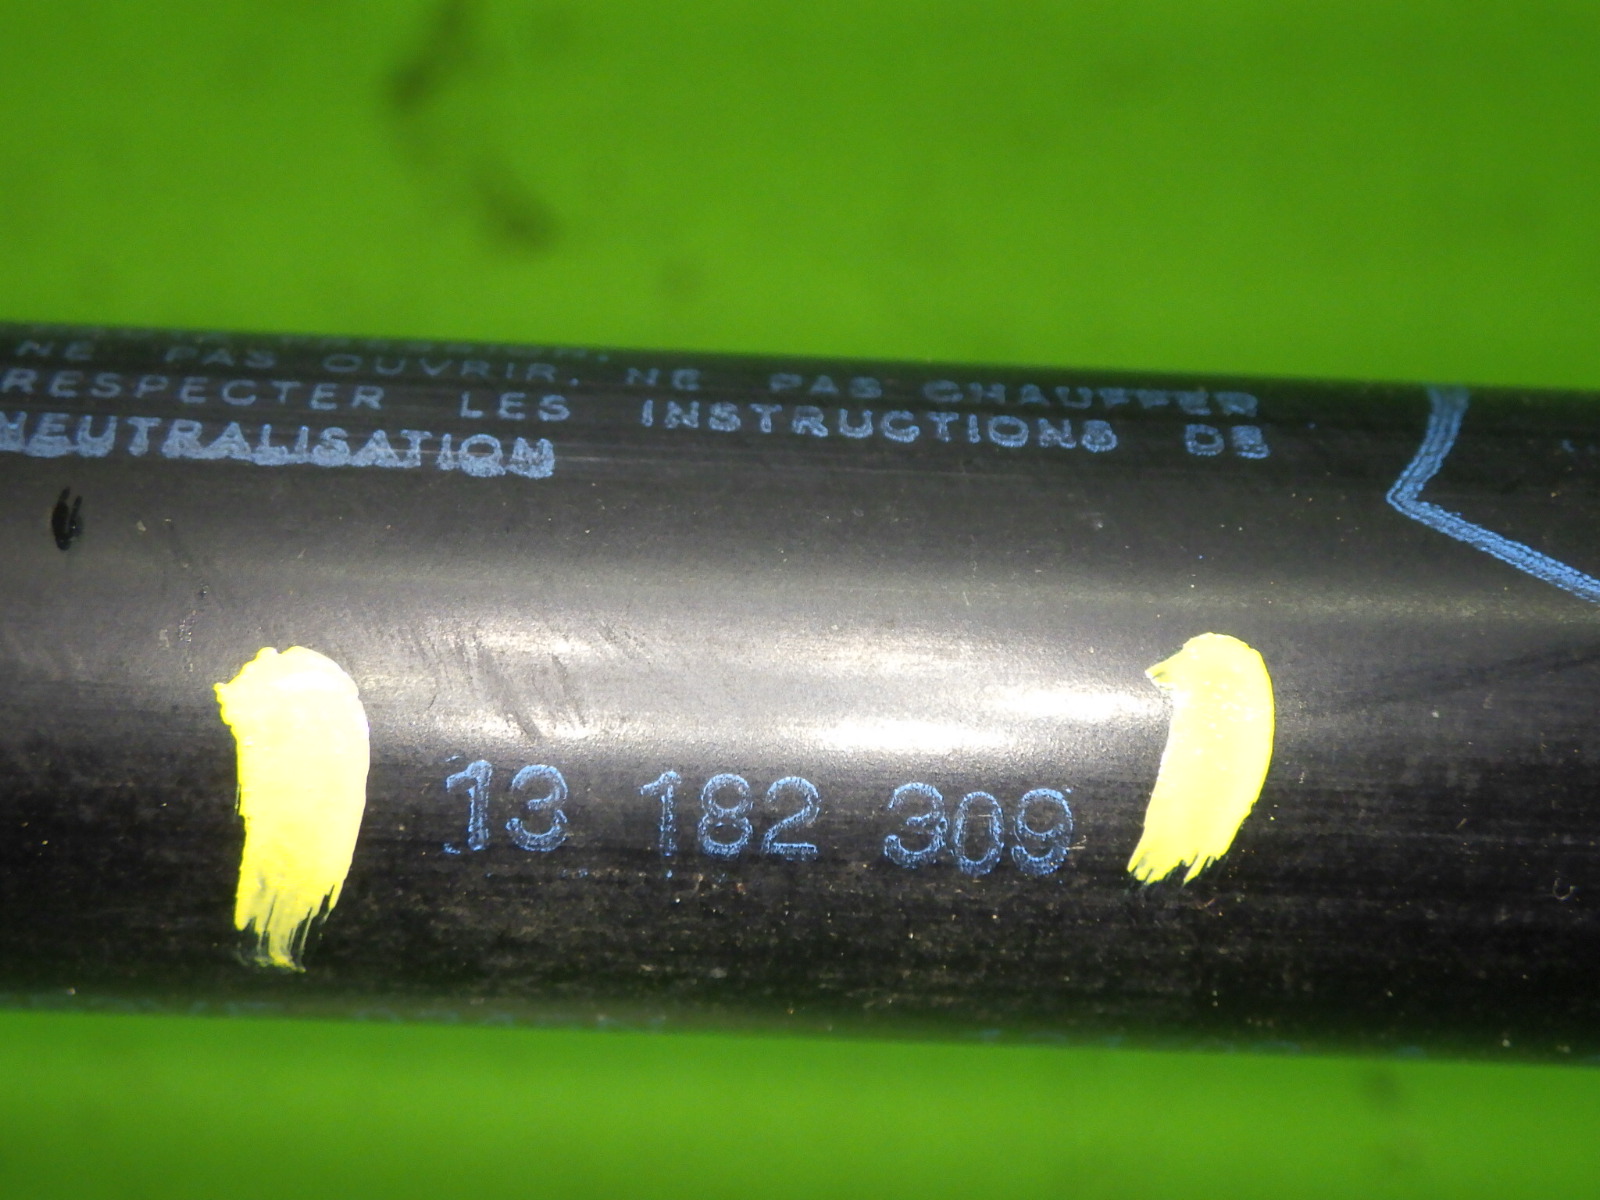 NE PAS OUVRIR. NE PAS CHAUFFER
RESPECTER LES INSTRUCTIONS DE
NEUTRALISATION
13 182 309